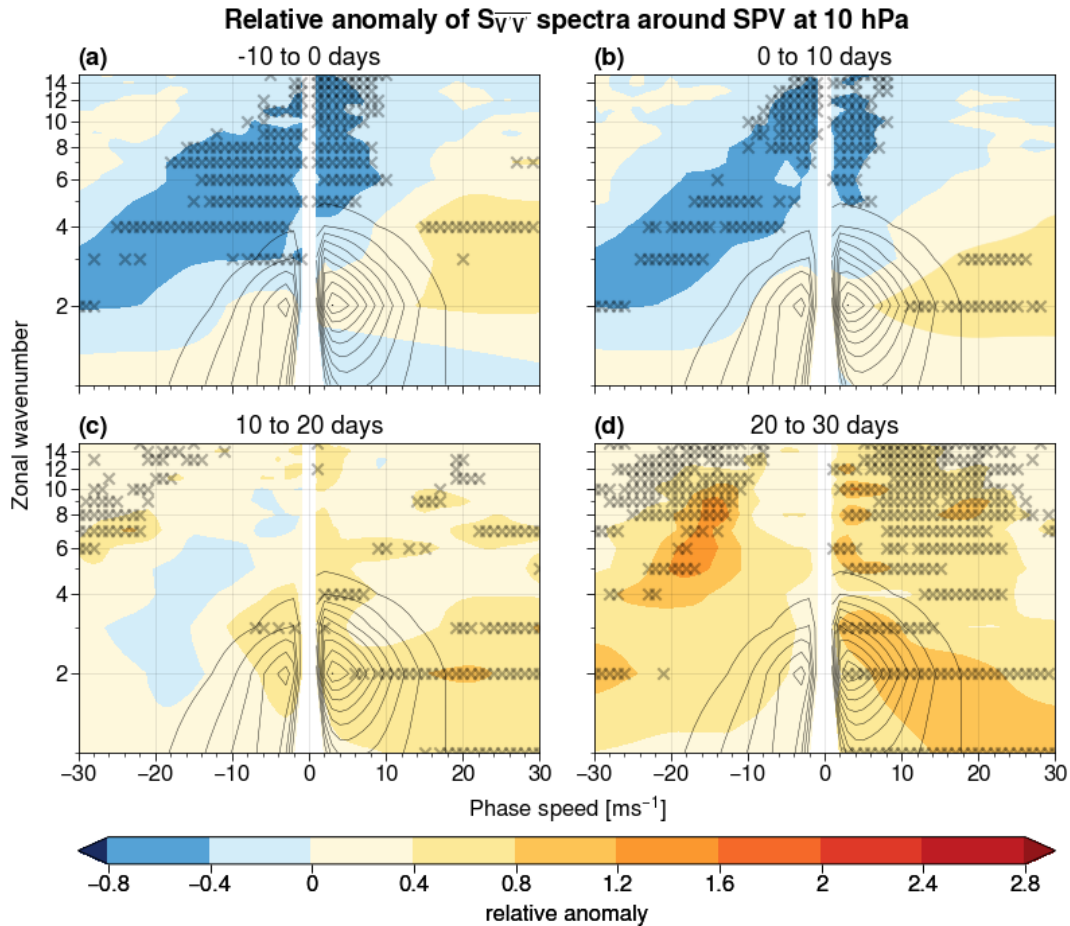 Relative anomaly of S_{V'V'} spectra around SPV at 10 hPa
(a) -10 to 0 days
(b) 0 to 10 days
14
12
10
8
6
4
2
Zonal wavenumber
(c) 10 to 20 days
(d) 20 to 30 days
14
12
10
8
6
4
2
−30 −20 −10 0 10 20 30
−30 −20 −10 0 10 20 30
Phase speed [ms⁻¹]
−0.8 −0.4 0 0.4 0.8 1.2 1.6 2 2.4 2.8
relative anomaly